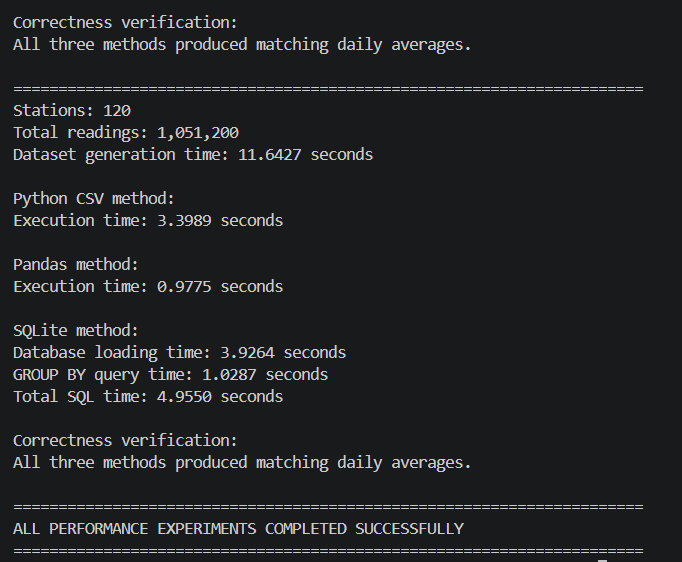 Correctness verification:
All three methods produced matching daily averages.
======================================================================
Stations: 120
Total readings: 1,051,200
Dataset generation time: 11.6427 seconds
Python CSV method:
Execution time: 3.3989 seconds
Pandas method:
Execution time: 0.9775 seconds
SQLite method:
Database loading time: 3.9264 seconds
GROUP BY query time: 1.0287 seconds
Total SQL time: 4.9550 seconds
Correctness verification:
All three methods produced matching daily averages.
======================================================================
ALL PERFORMANCE EXPERIMENTS COMPLETED SUCCESSFULLY
======================================================================